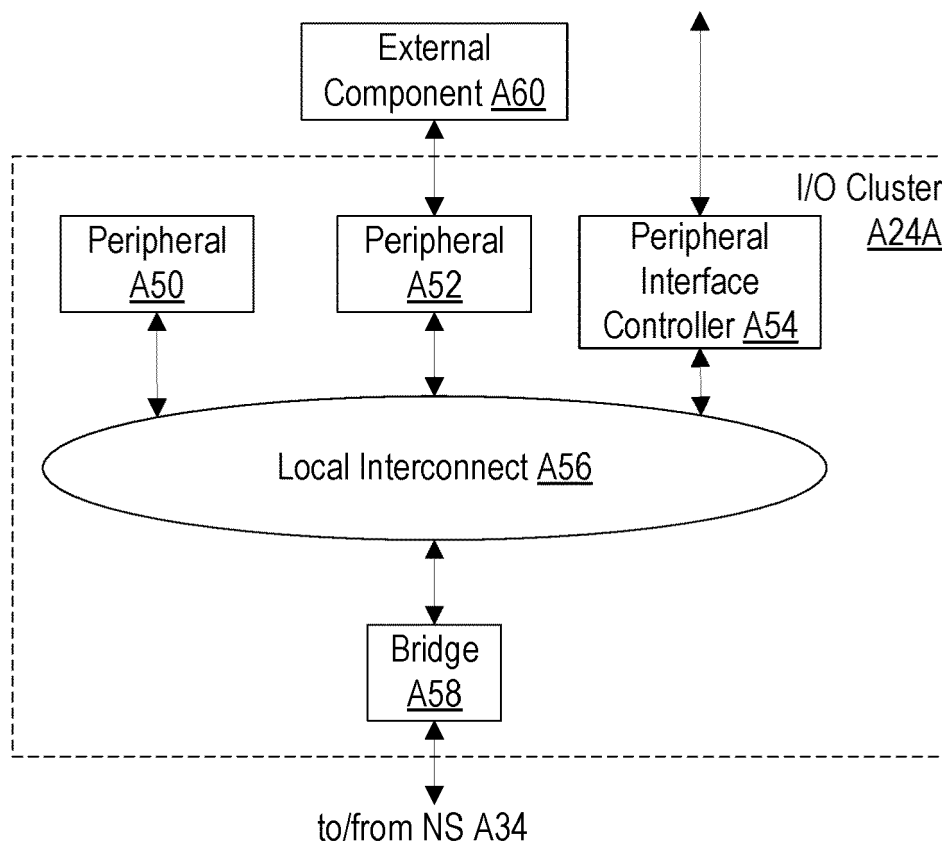 External
Component A60
I/O Cluster
A24A
Peripheral
A50
Peripheral
A52
Peripheral
Interface
Controller A54
Local Interconnect A56
Bridge
A58
to/from NS A34